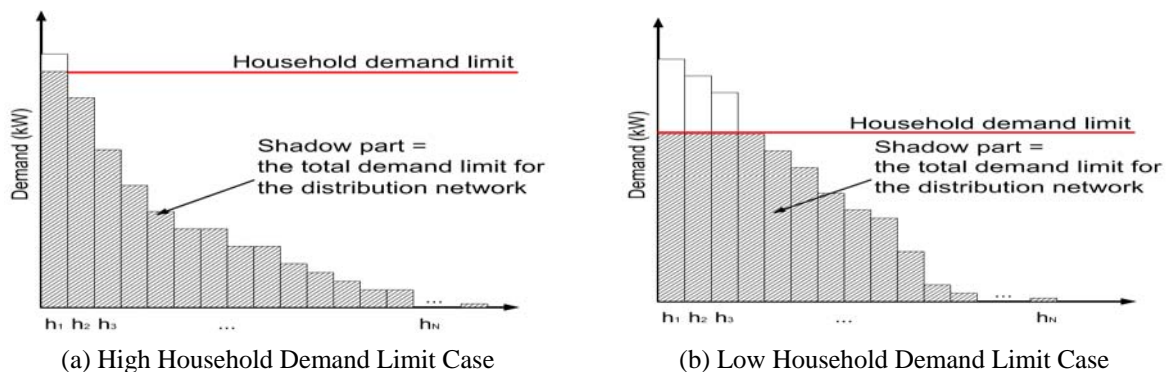 Household demand limit
Demand (kW)
Shadow part =
the total demand limit for
the distribution network
...
h₁ h₂ h₃ ... hN
(a) High Household Demand Limit Case
Household demand limit
Demand (kW)
Shadow part =
the total demand limit for
the distribution network
...
h₁ h₂ h₃ ... hN
(b) Low Household Demand Limit Case